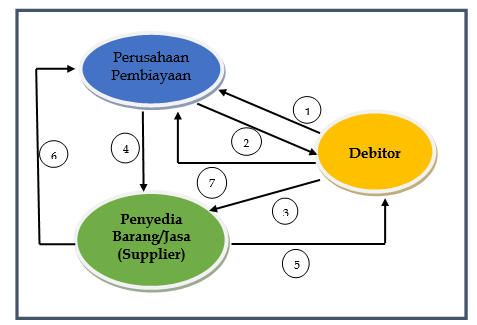 Perusahaan
Pembiayaan
1
6
4
2
Debitor
7
3
Penyedia
Barang/Jasa
(Supplier)
5